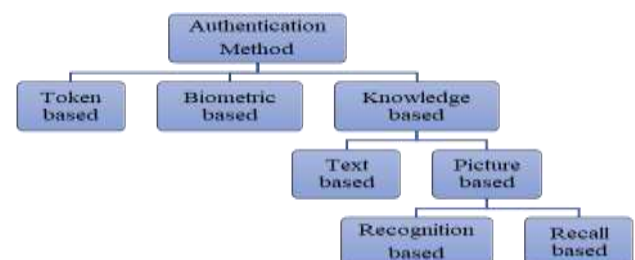 Authentication
Method
Token
based
Biometric
based
Knowledge
based
Text
based
Picture
based
Recognition
based
Recall
based